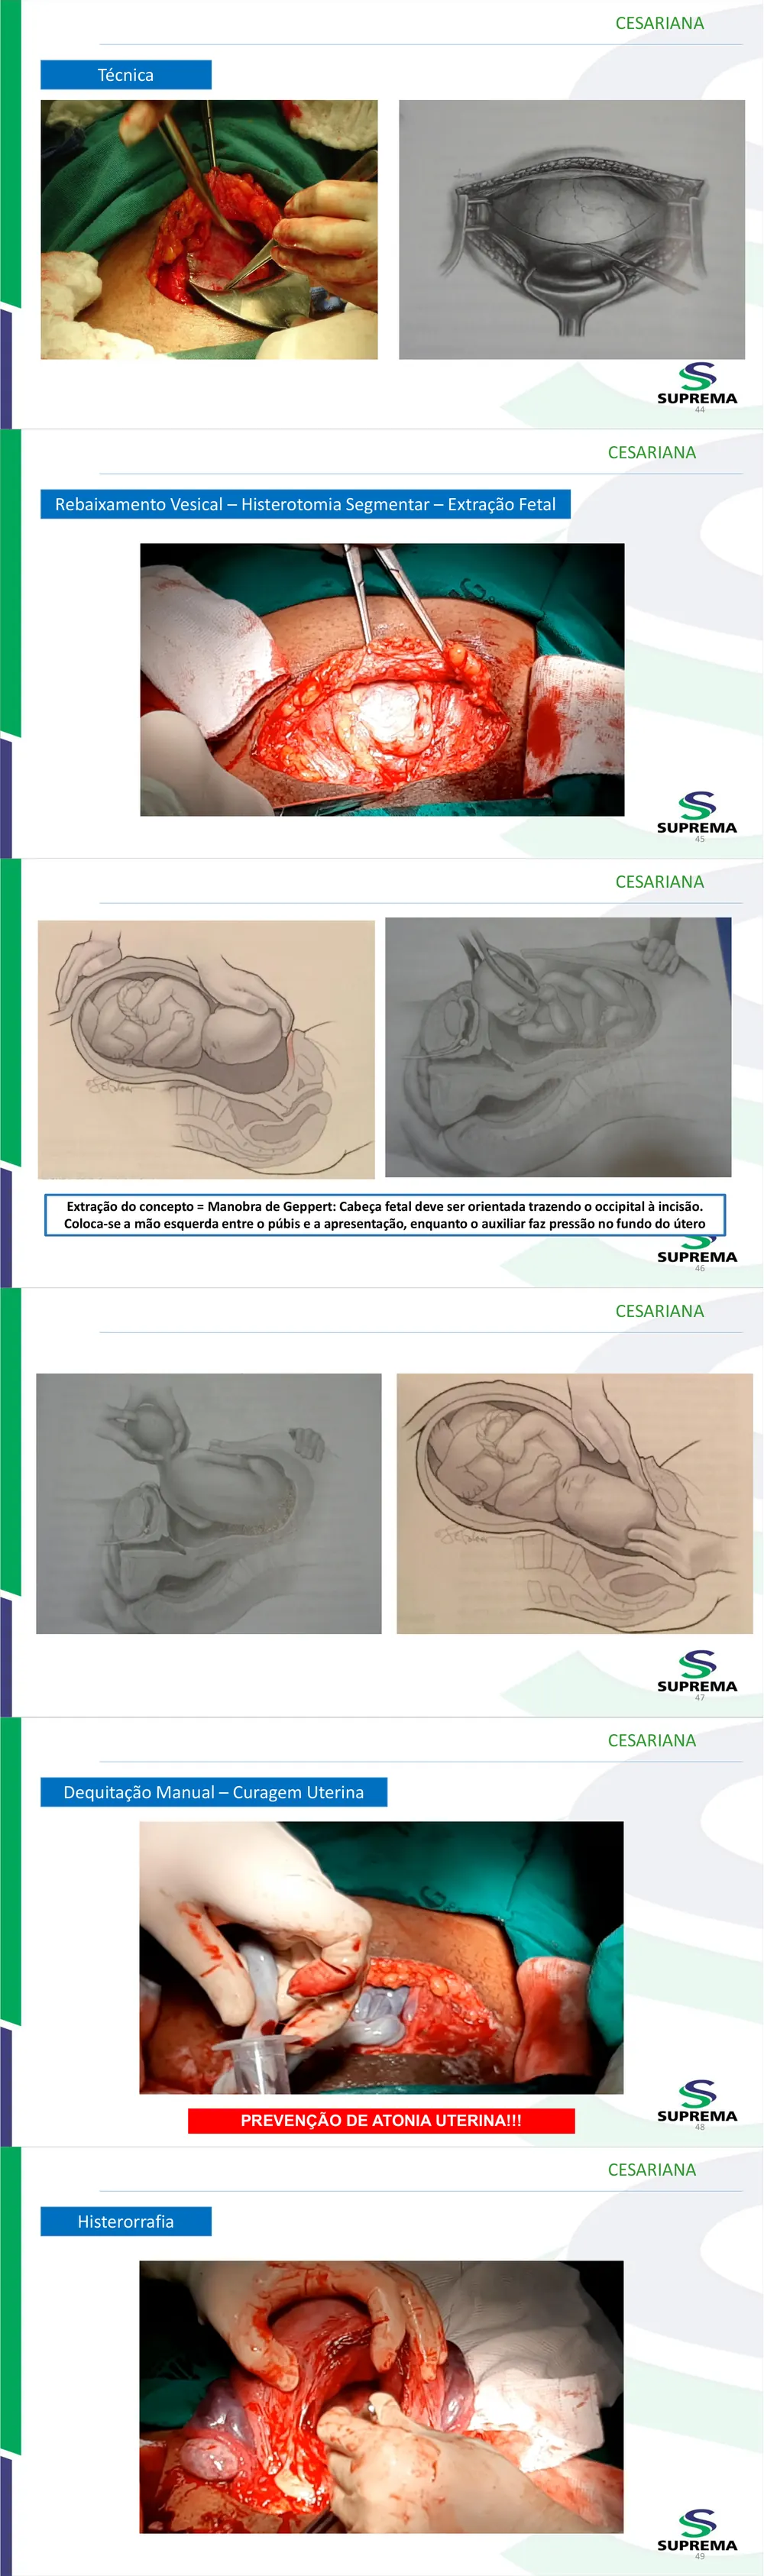 CESARIANA
Técnica
SUPREMA
44
CESARIANA
Rebaixamento Vesical – Histerotomia Segmentar – Extração Fetal
SUPREMA
45
CESARIANA
Extração do concepto = Manobra de Geppert: Cabeça fetal deve ser orientada trazendo o occipital à incisão.
Coloca-se a mão esquerda entre o púbis e a apresentação, enquanto o auxiliar faz pressão no fundo do útero
SUPREMA
46
CESARIANA
SUPREMA
47
CESARIANA
Dequitação Manual – Curagem Uterina
PREVENÇÃO DE ATONIA UTERINA!!!
SUPREMA
48
CESARIANA
Histerorrafia
SUPREMA
49